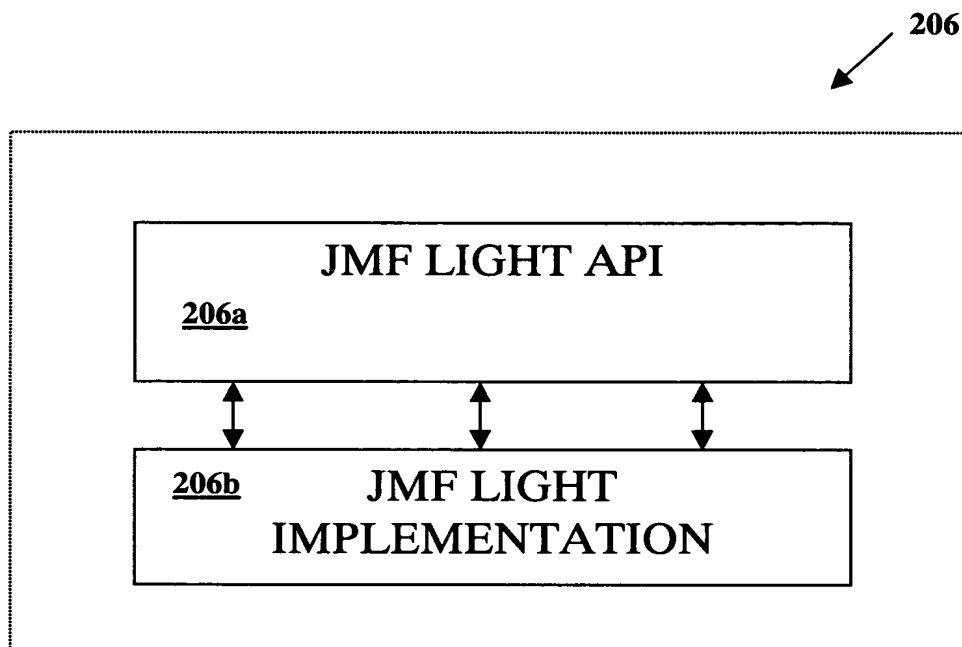 206
JMF LIGHT API
206a
206b
JMF LIGHT
IMPLEMENTATION